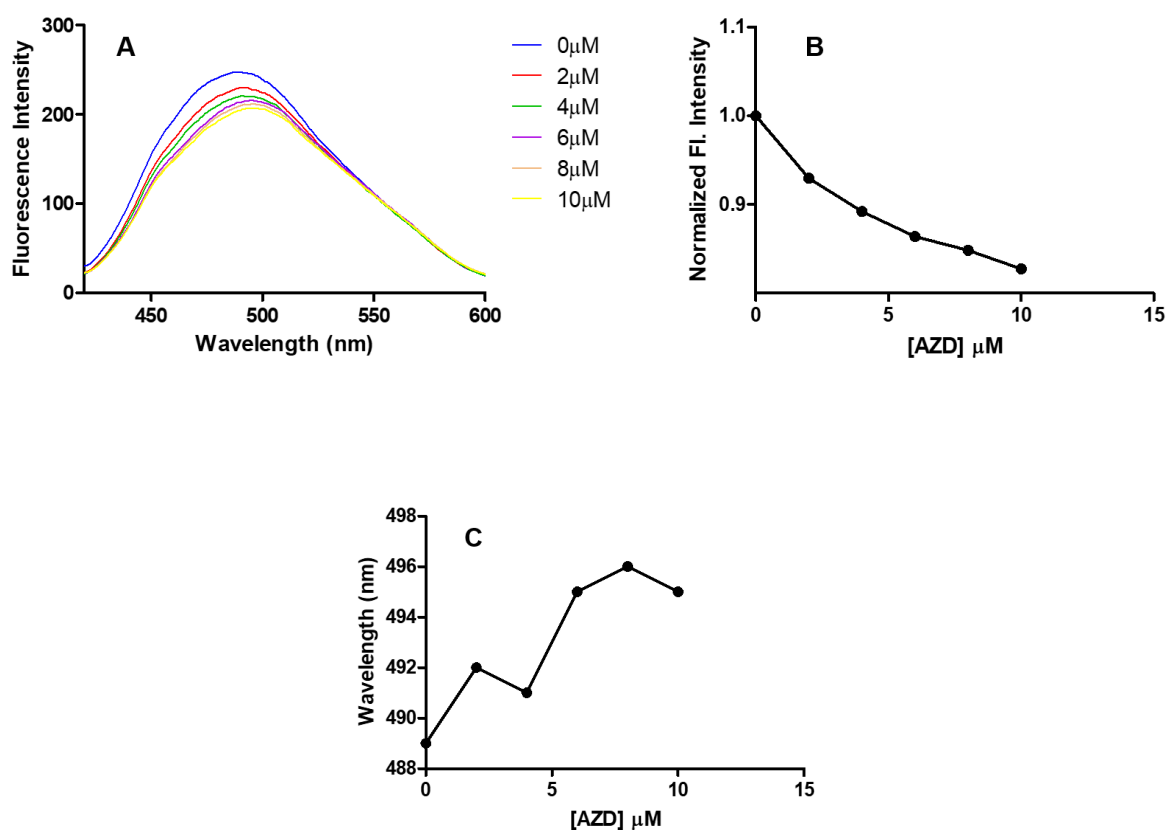 A
Fluorescence Intensity
300
200
100
0
450
500
550
600
Wavelength (nm)
0μM
2μM
4μM
6μM
8μM
10μM
B
Normalized Fl. Intensity
1.1
1.0
0.9
0
5
10
15
[AZD] μM
C
Wavelength (nm)
498
496
494
492
490
488
0
5
10
15
[AZD] μM